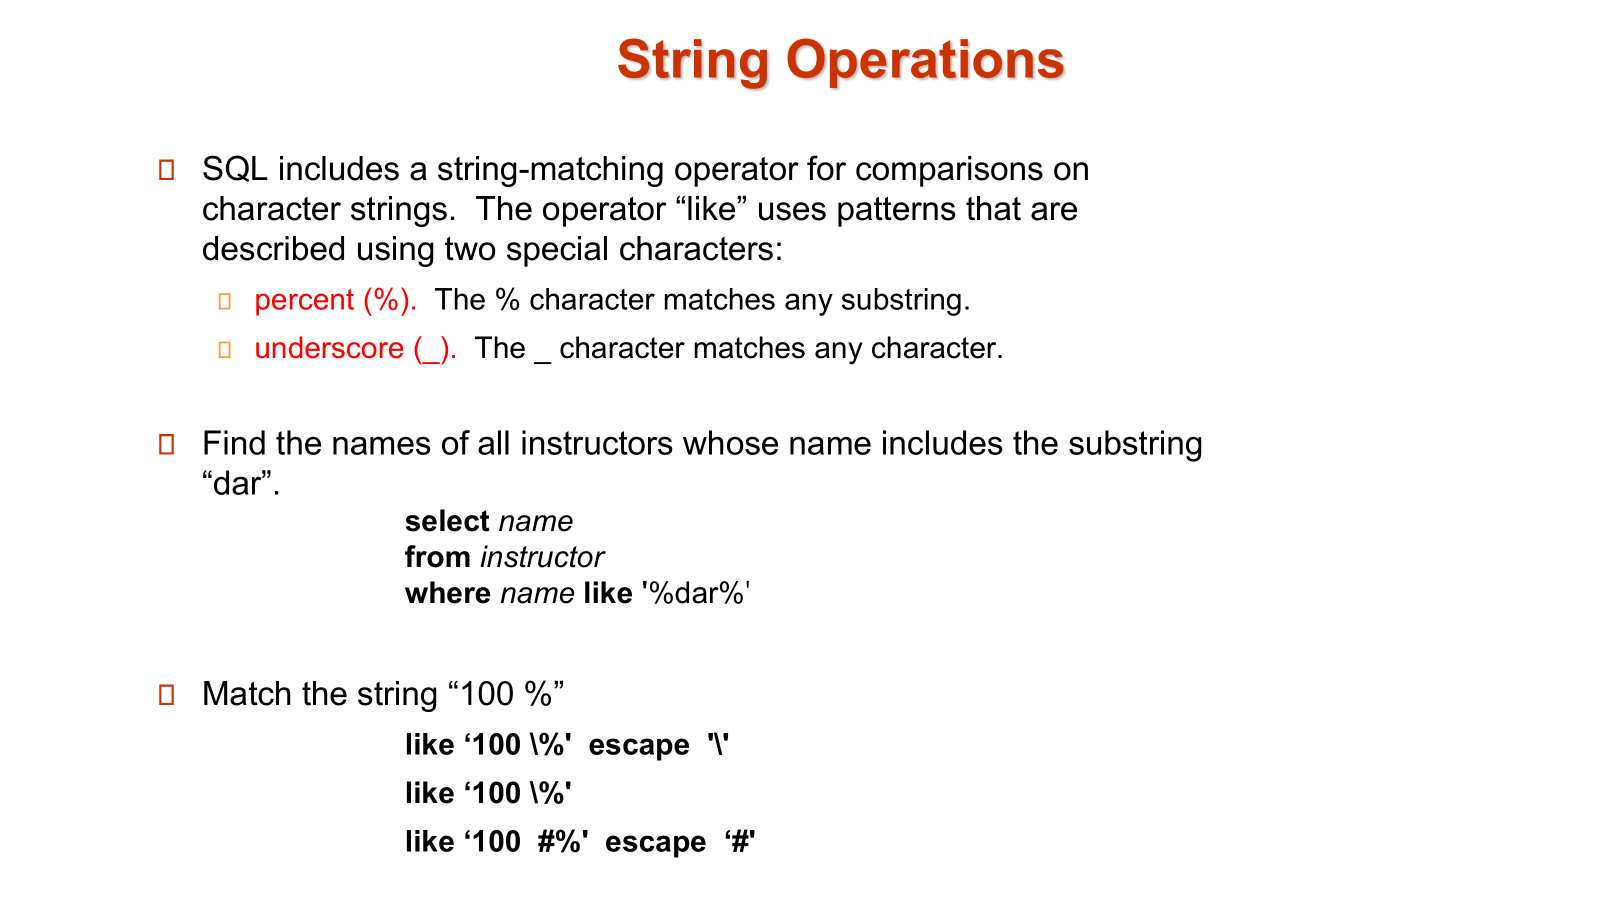 String Operations
SQL includes a string-matching operator for comparisons on
character strings.  The operator “like” uses patterns that are
described using two special characters:
percent (%).  The % character matches any substring.
underscore (_).  The _ character matches any character.
Find the names of all instructors whose name includes the substring
“dar”.
select name
from instructor
where name like '%dar%'
Match the string “100 %”
like ‘100 \%'  escape  '\'
like ‘100 \%'
like ‘100  #%'  escape  ‘#'